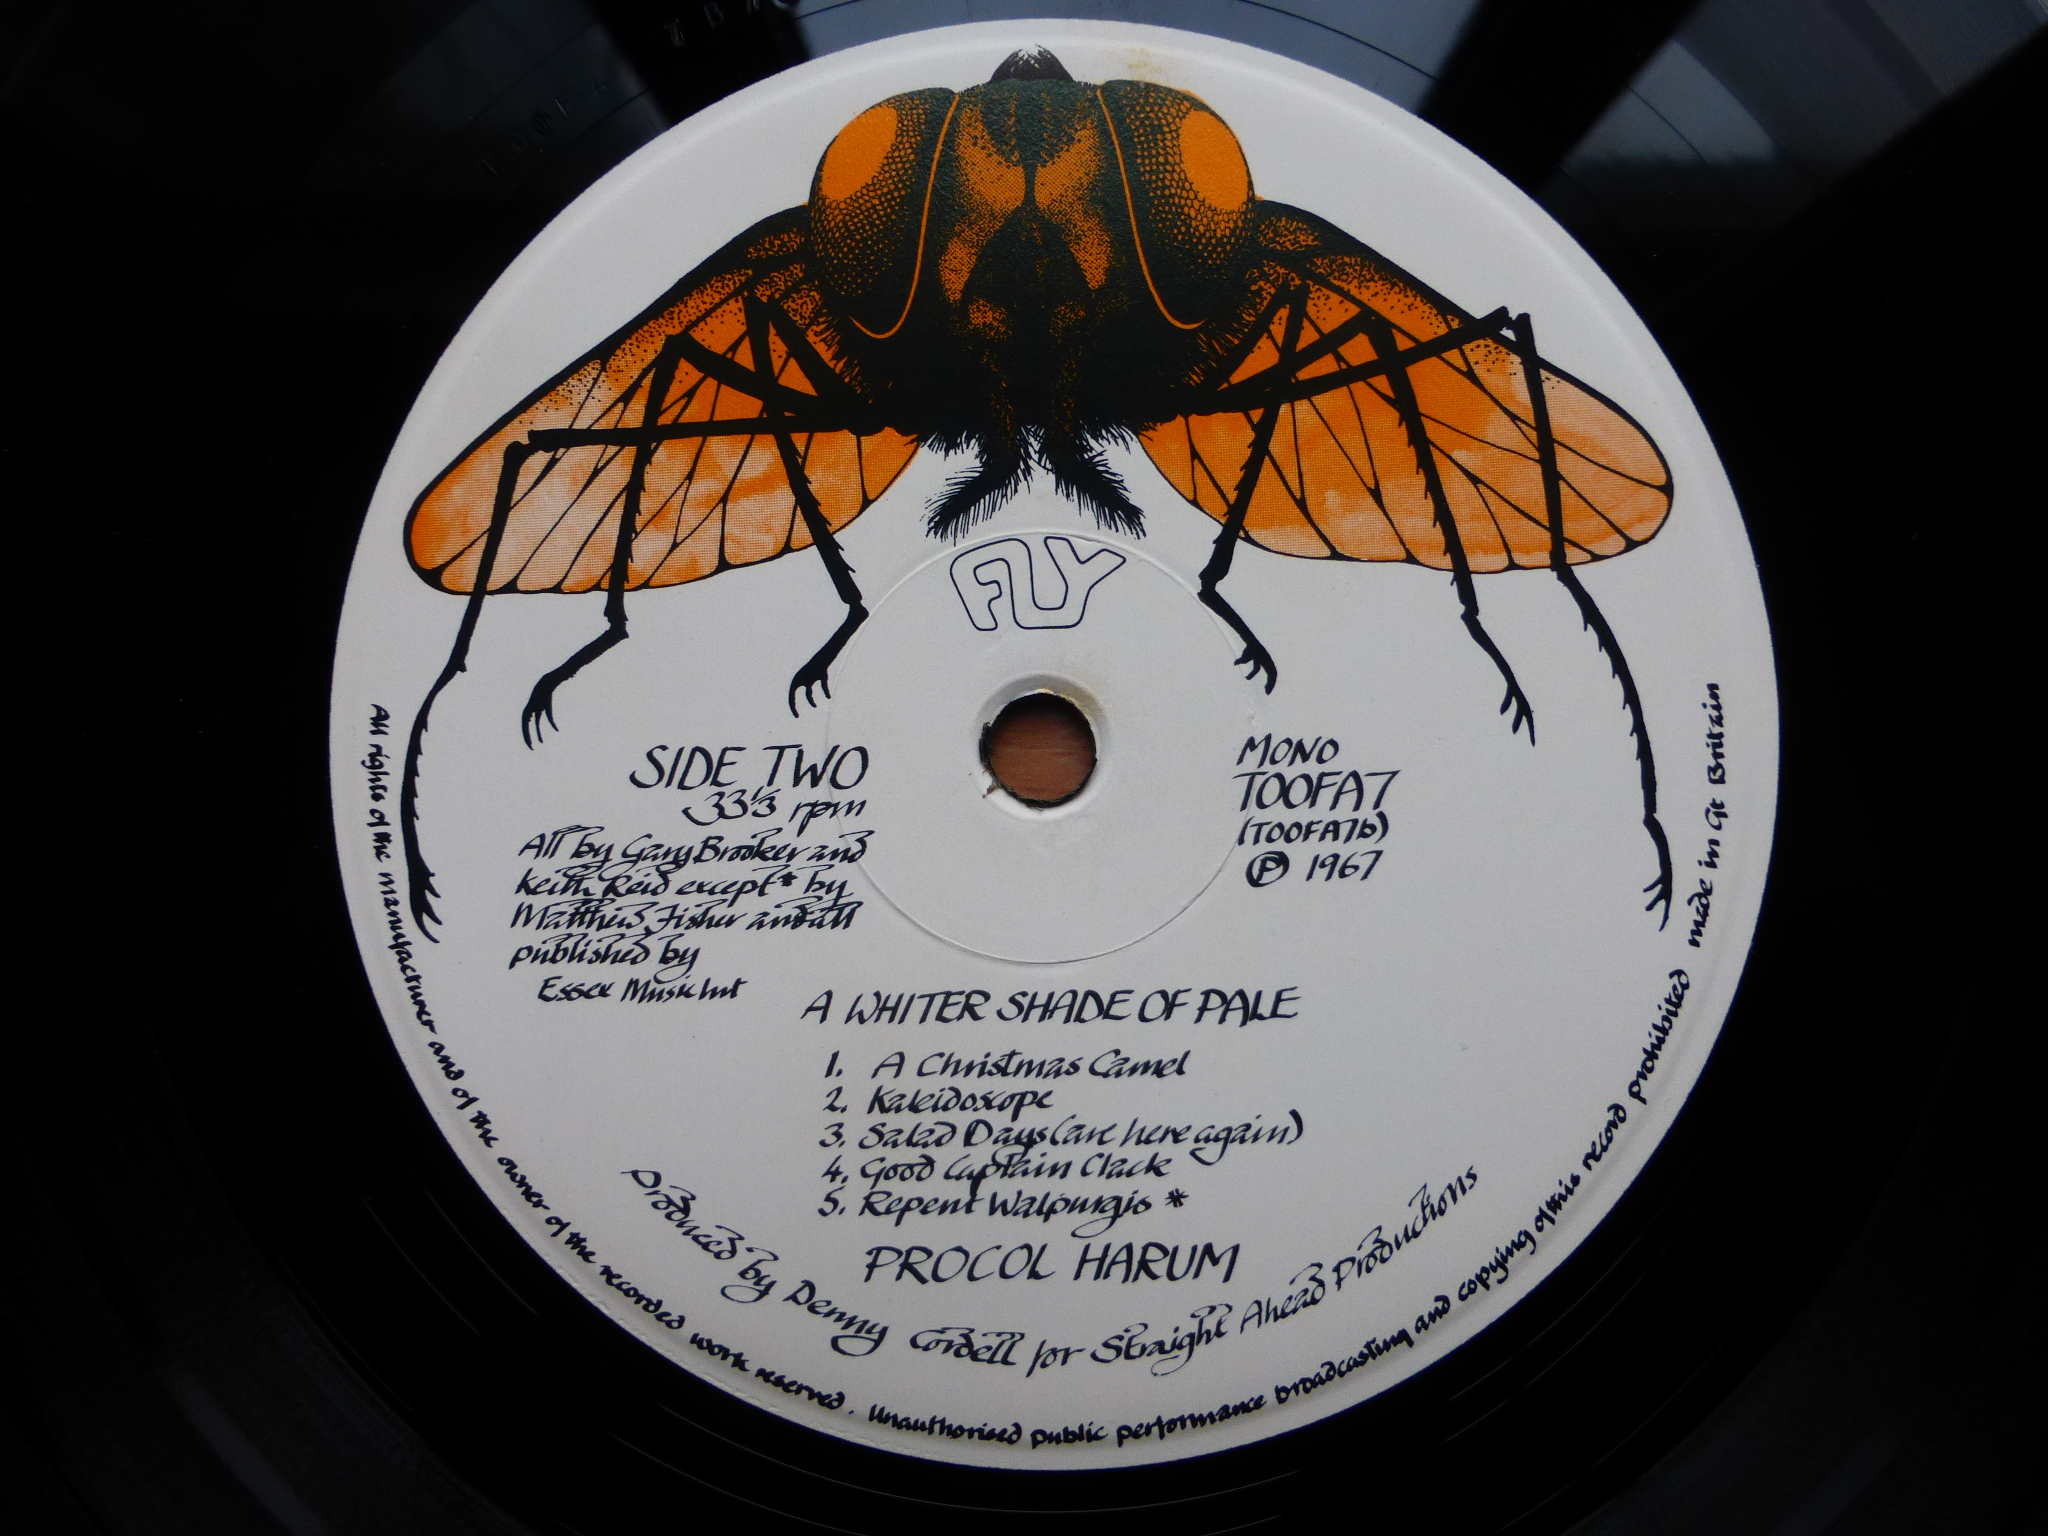 FLY
SIDE TWO
33⅓ rpm
All by Gary Brooker and
Keith Reid except * by
Matthew Fisher and all
published by
Essex Music Int
MONO
TOOFA7
(TOOFA7b)
Ⓟ 1967
A WHITER SHADE OF PALE
1. A Christmas Camel
2. Kaleidoscope
3. Salad Days (are here again)
4. Good Captain Clack
5. Repent Walpurgis *
PROCOL HARUM
Produced by Denny Cordell for Straight Ahead Productions
All rights of the manufacturer and of the owner of the recorded work reserved. Unauthorised public performance broadcasting and copying of this record prohibited made in Gt Britain